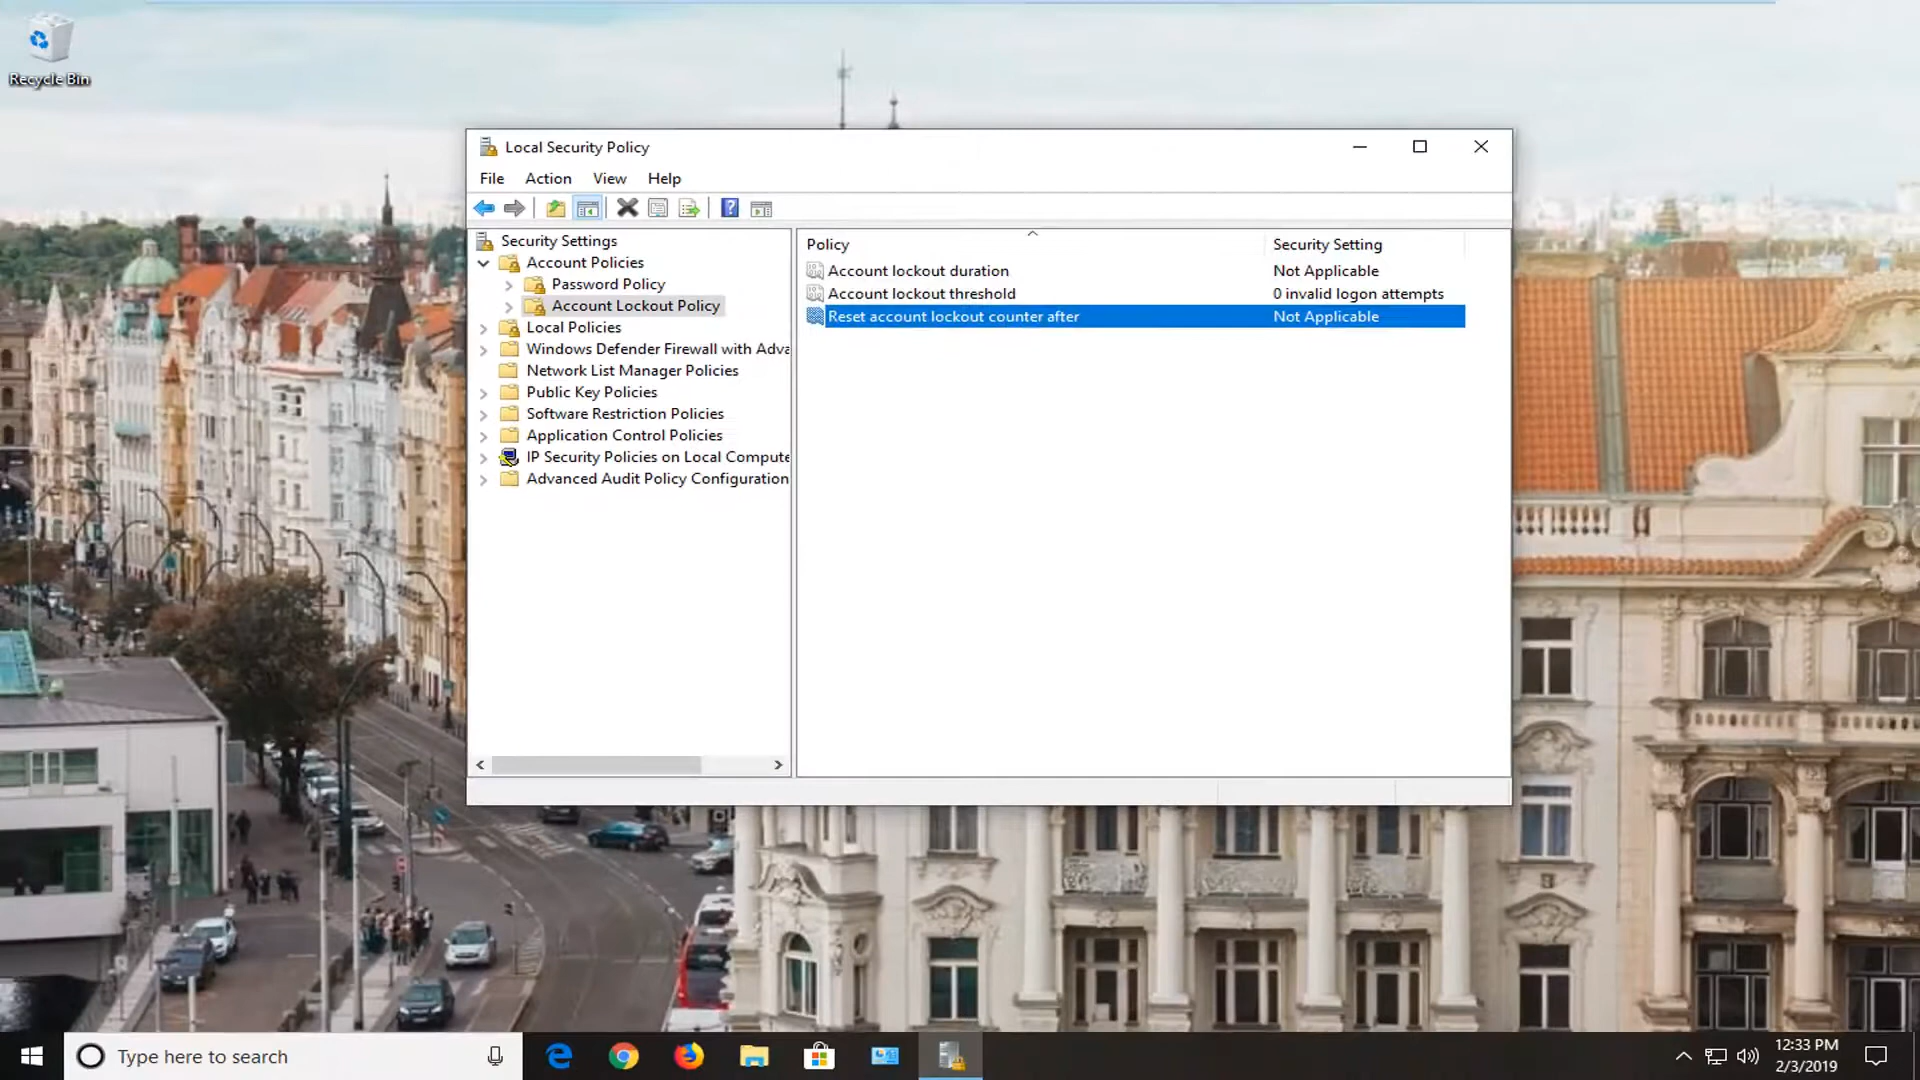 Recycle Bin
Local Security Policy
File Action View Help
Security Settings
Account Policies
Password Policy
Account Lockout Policy
Local Policies
Windows Defender Firewall with Adva
Network List Manager Policies
Public Key Policies
Software Restriction Policies
Application Control Policies
IP Security Policies on Local Compute
Advanced Audit Policy Configuration
Policy Security Setting
Account lockout duration Not Applicable
Account lockout threshold 0 invalid logon attempts
Reset account lockout counter after Not Applicable
Type here to search
12:33 PM
2/3/2019